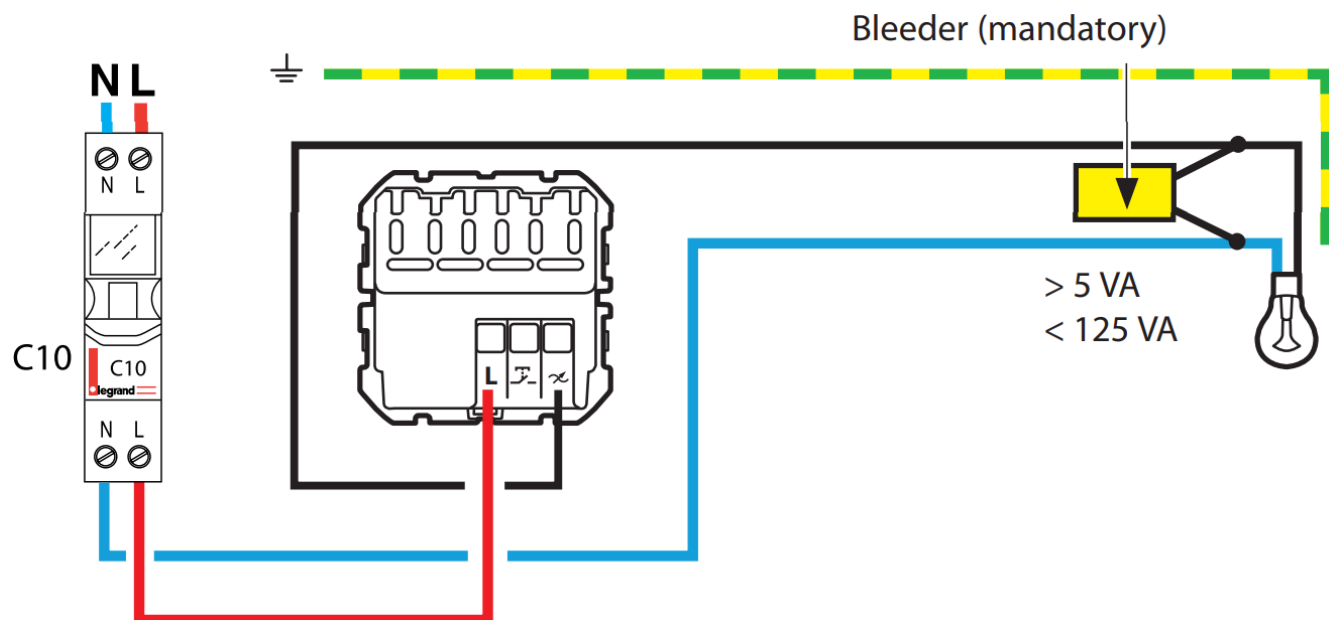 Bleeder (mandatory)
N L
N L
C10
C10
legrand
N L
L
> 5 VA
< 125 VA